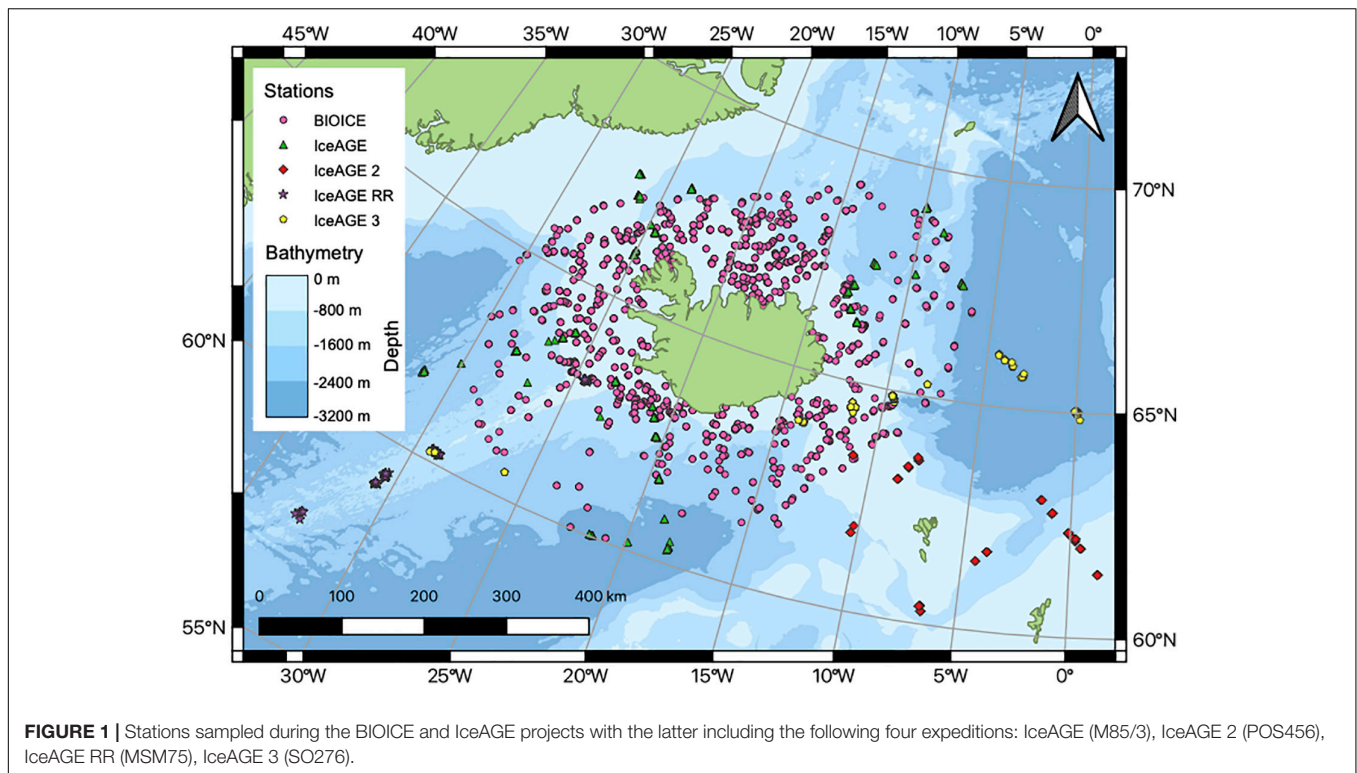 45°W 40°W 35°W 30°W 25°W 20°W 15°W 10°W 5°W 0°
Stations
BIOICE
IceAGE
IceAGE 2
IceAGE RR
IceAGE 3
Bathymetry
0 m
-800 m
-1600 m
-2400 m
-3200 m
Depth
70°N
60°N
65°N
0 100 200 300 400 km
55°N
60°N
30°W 25°W 20°W 15°W 10°W 5°W 0°
FIGURE 1 | Stations sampled during the BIOICE and IceAGE projects with the latter including the following four expeditions: IceAGE (M85/3), IceAGE 2 (POS456),
IceAGE RR (MSM75), IceAGE 3 (SO276).